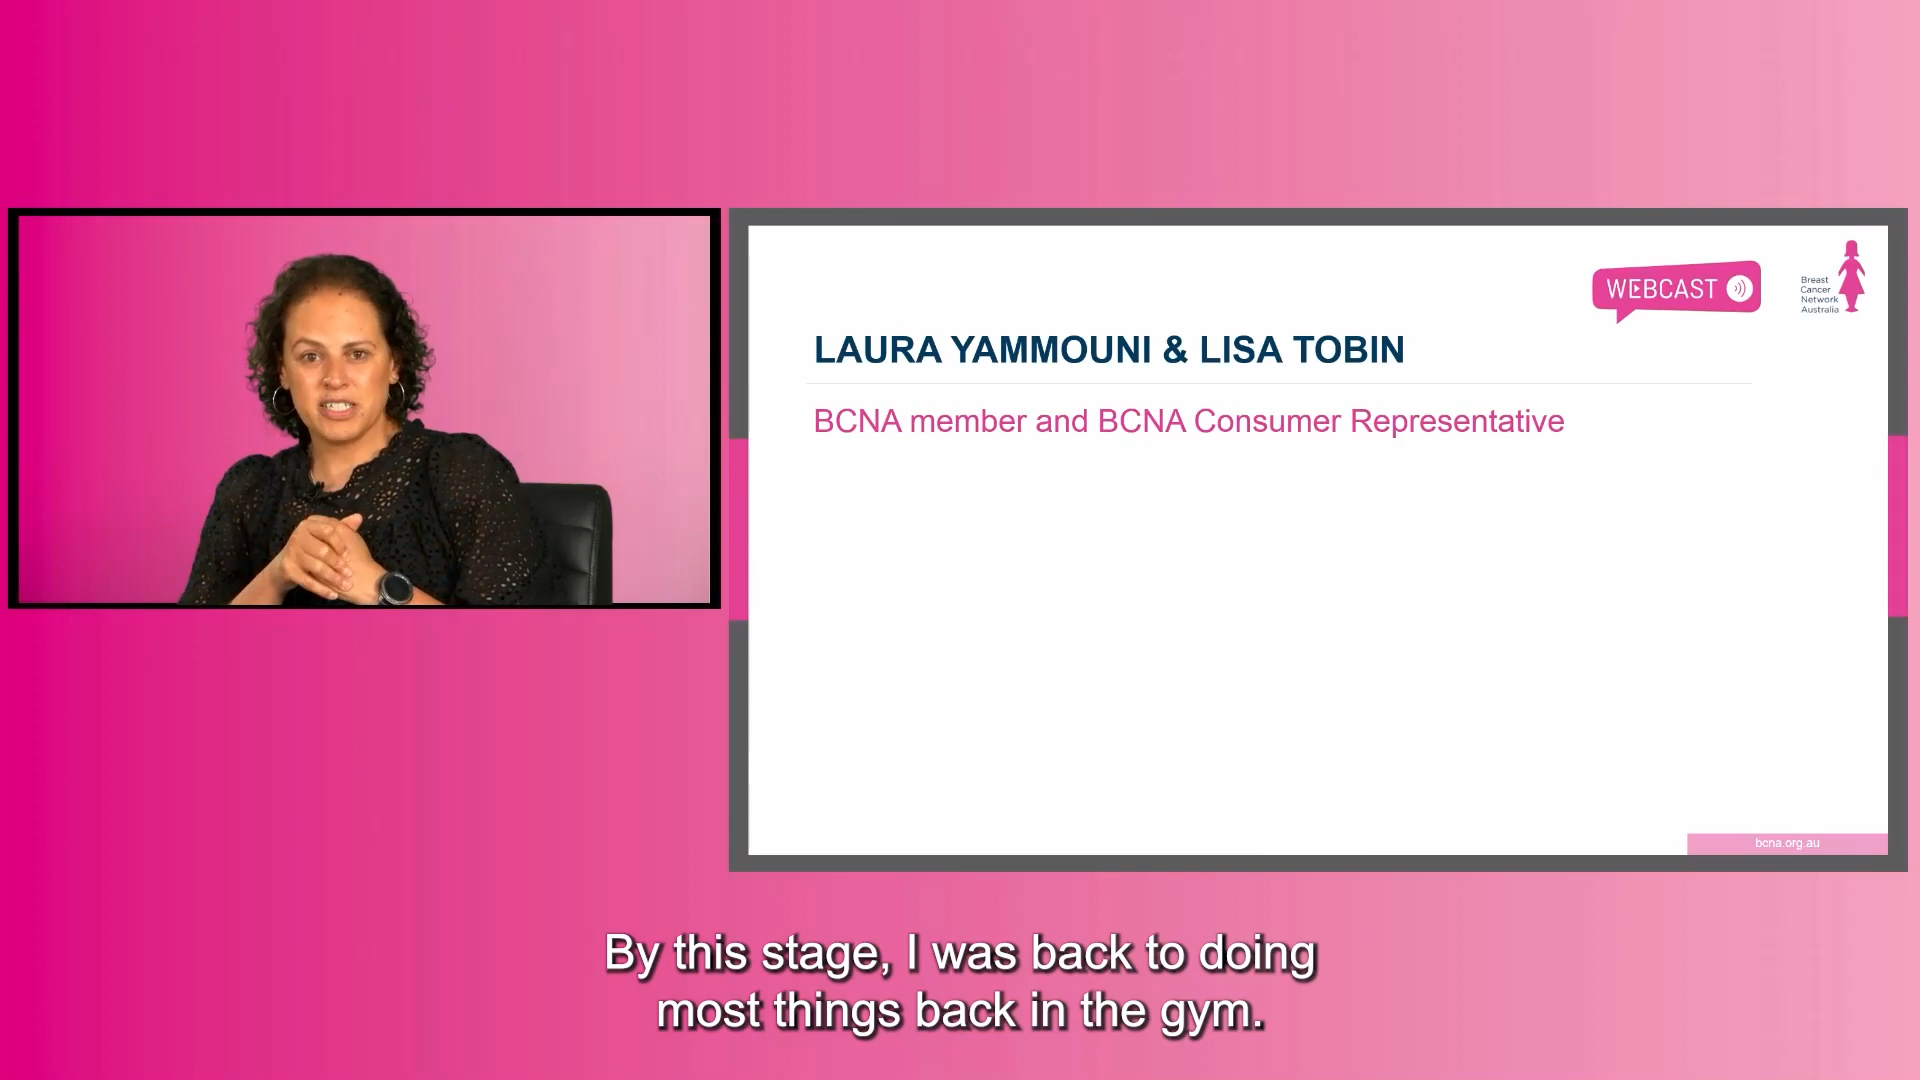 WEBCAST
Breast
Cancer
Network
Australia
LAURA YAMMOUNI & LISA TOBIN
BCNA member and BCNA Consumer Representative
bcna.org.au
By this stage, I was back to doing
most things back in the gym.